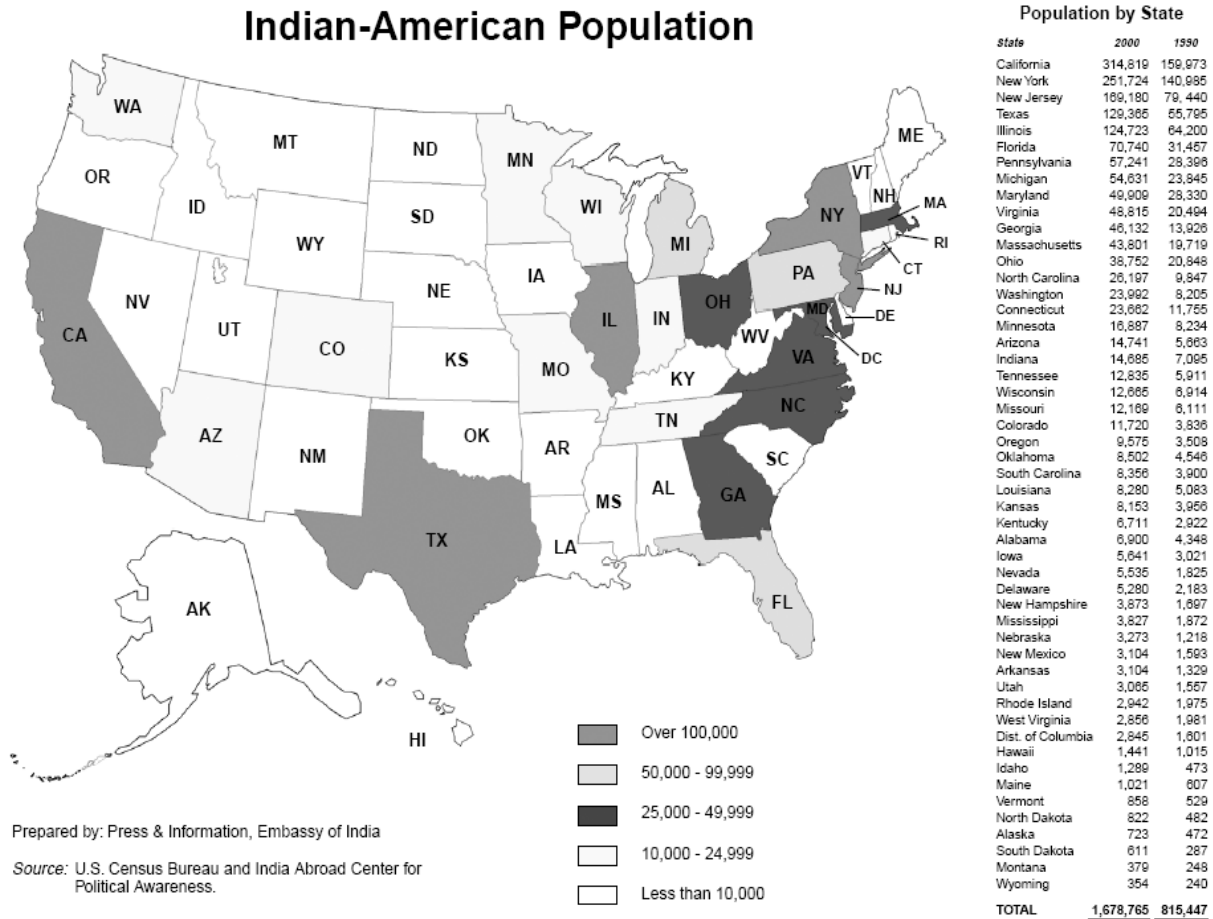 Indian-American Population
WA
MT
ND
MN
ME
OR
ID
SD
WI
VT
NH
NY
MA
WY
MI
RI
IA
PA
CT
NV
NE
NJ
OH
CA
UT
IL
IN
MD
DE
CO
WV
DC
KS
MO
VA
KY
NC
AZ
NM
OK
TN
AR
SC
MS
AL
GA
TX
LA
FL
AK
HI
Over 100,000
50,000 - 99,999
25,000 - 49,999
10,000 - 24,999
Less than 10,000
Prepared by: Press & Information, Embassy of India
Source: U.S. Census Bureau and India Abroad Center for
Political Awareness.
Population by State
State 2000 1990
California 314,819 159,973
New York 251,724 140,985
New Jersey 169,180 79, 440
Texas 129,365 55,795
Illinois 124,723 64,200
Florida 70,740 31,457
Pennsylvania 57,241 28,396
Michigan 54,631 23,845
Maryland 49,909 28,330
Virginia 48,815 20,494
Georgia 46,132 13,926
Massachusetts 43,801 19,719
Ohio 38,752 20,848
North Carolina 26,197 9,847
Washington 23,992 8,205
Connecticut 23,662 11,755
Minnesota 16,887 8,234
Arizona 14,741 5,663
Indiana 14,685 7,095
Tennessee 12,835 5,911
Wisconsin 12,665 6,914
Missouri 12,169 6,111
Colorado 11,720 3,836
Oregon 9,575 3,508
Oklahoma 8,502 4,546
South Carolina 8,356 3,900
Louisiana 8,280 5,083
Kansas 8,153 3,956
Kentucky 6,711 2,922
Alabama 6,900 4,348
Iowa 5,641 3,021
Nevada 5,535 1,825
Delaware 5,280 2,183
New Hampshire 3,873 1,697
Mississippi 3,827 1,872
Nebraska 3,273 1,218
New Mexico 3,104 1,593
Arkansas 3,104 1,329
Utah 3,065 1,557
Rhode Island 2,942 1,975
West Virginia 2,856 1,981
Dist. of Columbia 2,845 1,601
Hawaii 1,441 1,015
Idaho 1,289 473
Maine 1,021 607
Vermont 858 529
North Dakota 822 482
Alaska 723 472
South Dakota 611 287
Montana 379 248
Wyoming 354 240
TOTAL 1,678,765 815,447